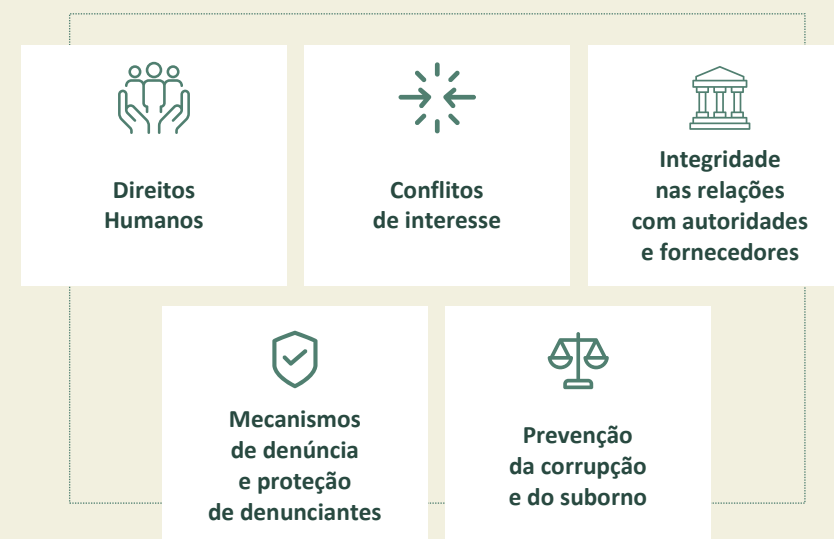 Direitos
Humanos
Conflitos
de interesse
Integridade
nas relações
com autoridades
e fornecedores
Mecanismos
de denúncia
e proteção
de denunciantes
Prevenção
da corrupção
e do suborno